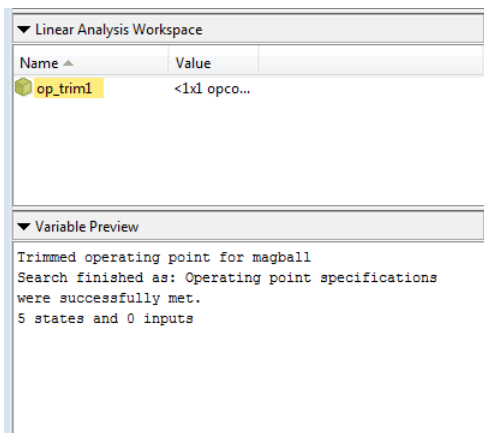 Linear Analysis Workspace
Name Value
op_trim1 <1x1 opco...
Variable Preview
Trimmed operating point for magball
Search finished as: Operating point specifications
were successfully met.
5 states and 0 inputs